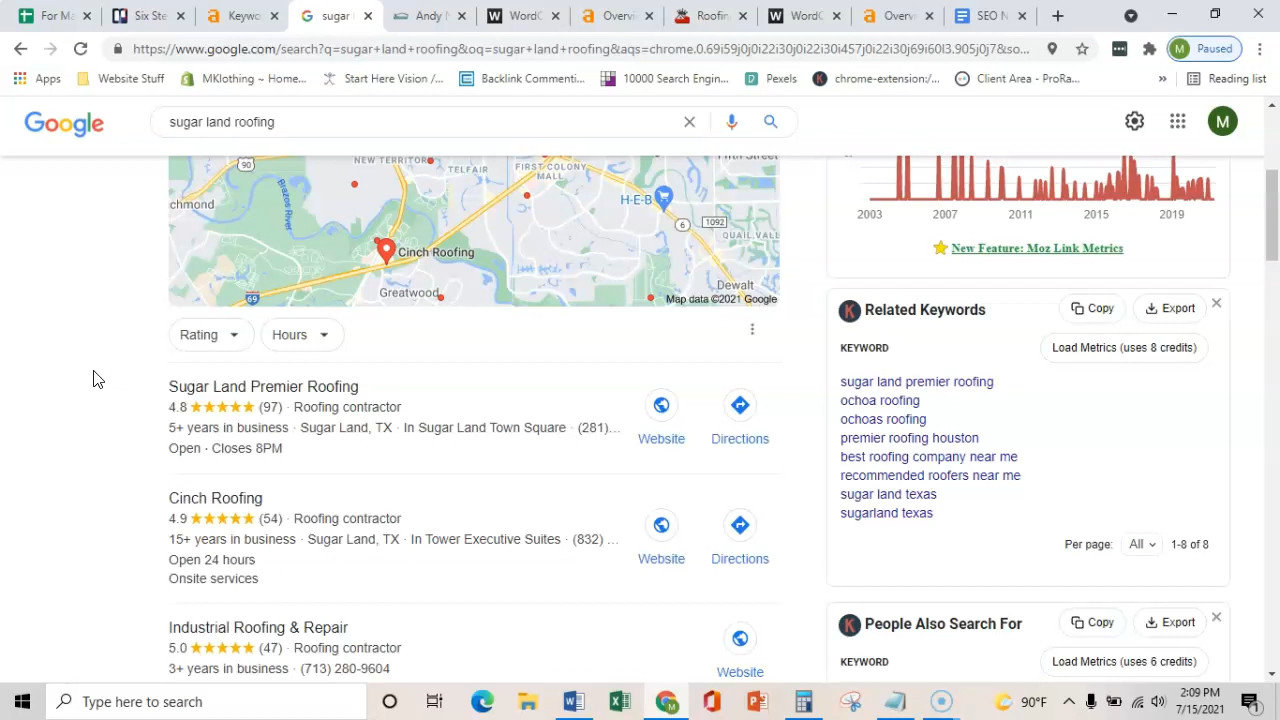 For Ma
Six Ste
Keyw
sugar
Andy
WordC
Overvi
Roofin
WordC
Overv
SEO N
https://www.google.com/search?q=sugar+land+roofing&oq=sugar+land+roofing&aqs=chrome.0.69i59j0j0i22i30j0i22i30i457j0i22i30j69i60l3.905j0j7&so...
M
Paused
Apps
Website Stuff
MKlothing ~ Home...
Start Here Vision /...
Backlink Commenti...
10000 Search Engin...
Pexels
chrome-extension:/...
Client Area - ProRa...
»
Reading list
Google
sugar land roofing
M
90
NEW TERRITORY
TELFAIR
FIRST COLONY
MALL
chmond
Brazos River
H-E-B
6
1092
QUAIL VAL
Cinch Roofing
Greatwood
69
Dewalt
Map data ©2021 Google
2003 2007 2011 2015 2019
New Feature: Moz Link Metrics
Rating
Hours
Sugar Land Premier Roofing
4.8 ★★★★★ (97) · Roofing contractor
5+ years in business · Sugar Land, TX · In Sugar Land Town Square · (281)...
Open · Closes 8PM
Website
Directions
Cinch Roofing
4.9 ★★★★★ (54) · Roofing contractor
15+ years in business · Sugar Land, TX · In Tower Executive Suites · (832) ...
Open 24 hours
Onsite services
Website
Directions
Industrial Roofing & Repair
5.0 ★★★★★ (47) · Roofing contractor
3+ years in business · (713) 280-9604
Website
K Related Keywords
Copy
Export
KEYWORD
Load Metrics (uses 8 credits)
sugar land premier roofing
ochoa roofing
ochoas roofing
premier roofing houston
best roofing company near me
recommended roofers near me
sugar land texas
sugarland texas
Per page: All 1-8 of 8
K People Also Search For
Copy
Export
KEYWORD
Load Metrics (uses 6 credits)
Type here to search
90°F
2:09 PM
7/15/2021